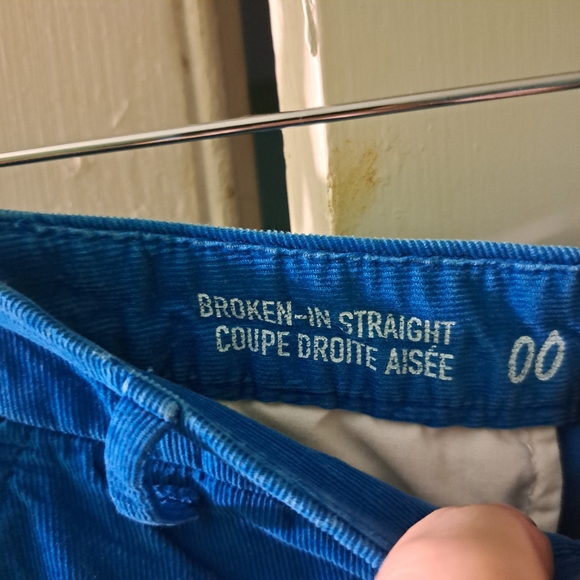 BROKEN-IN STRAIGHT
COUPE DROITE AISÉE
00